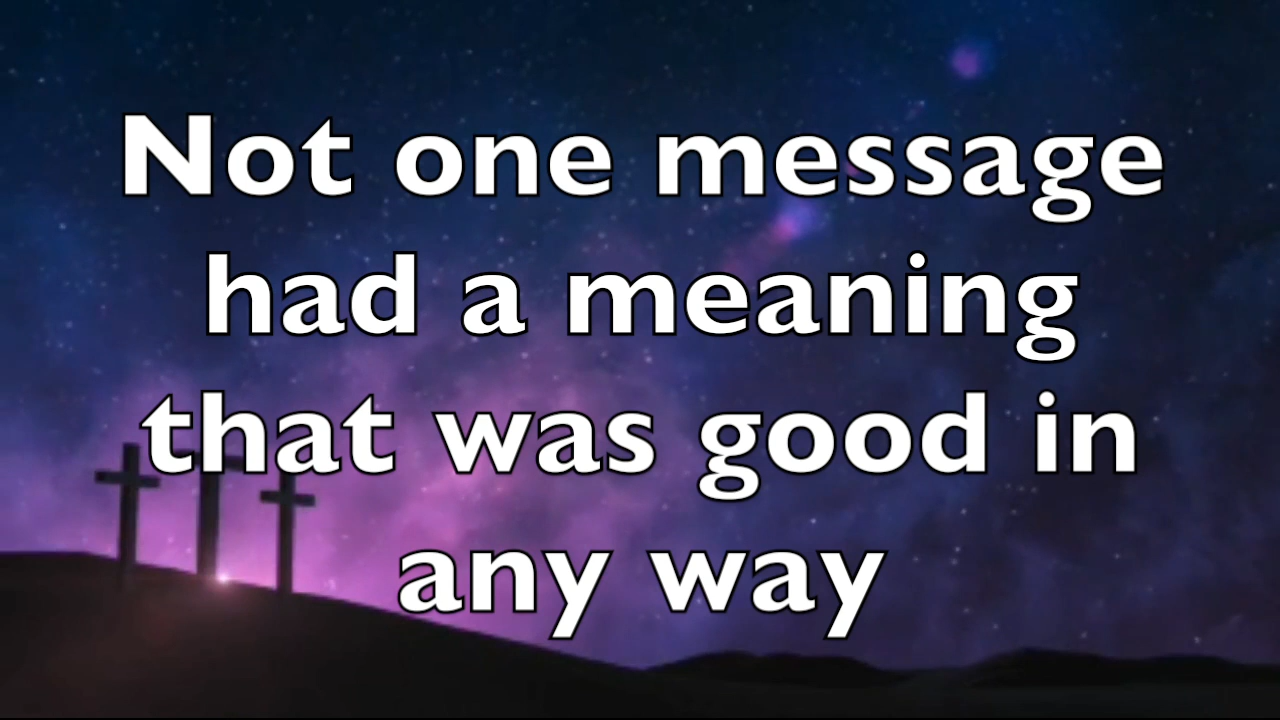 Not one message
had a meaning
that was good in
any way